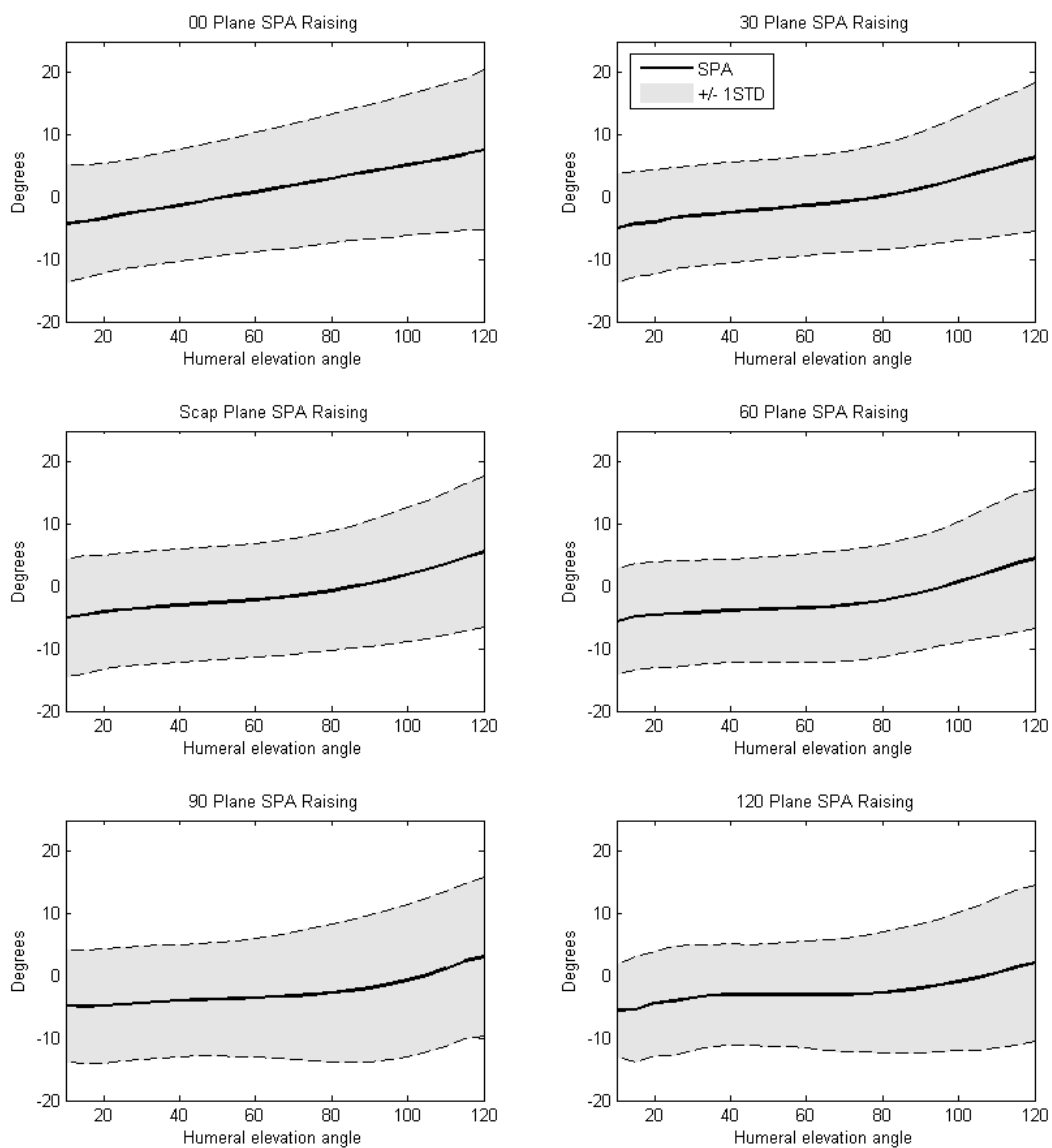 00 Plane SPA Raising
20
10
0
-10
-20
Degrees
20 40 60 80 100 120
Humeral elevation angle
30 Plane SPA Raising
SPA
+/- 1STD
20
10
0
-10
-20
Degrees
20 40 60 80 100 120
Humeral elevation angle
Scap Plane SPA Raising
20
10
0
-10
-20
Degrees
20 40 60 80 100 120
Humeral elevation angle
60 Plane SPA Raising
20
10
0
-10
-20
Degrees
20 40 60 80 100 120
Humeral elevation angle
90 Plane SPA Raising
20
10
0
-10
-20
Degrees
20 40 60 80 100 120
Humeral elevation angle
120 Plane SPA Raising
20
10
0
-10
-20
Degrees
20 40 60 80 100 120
Humeral elevation angle